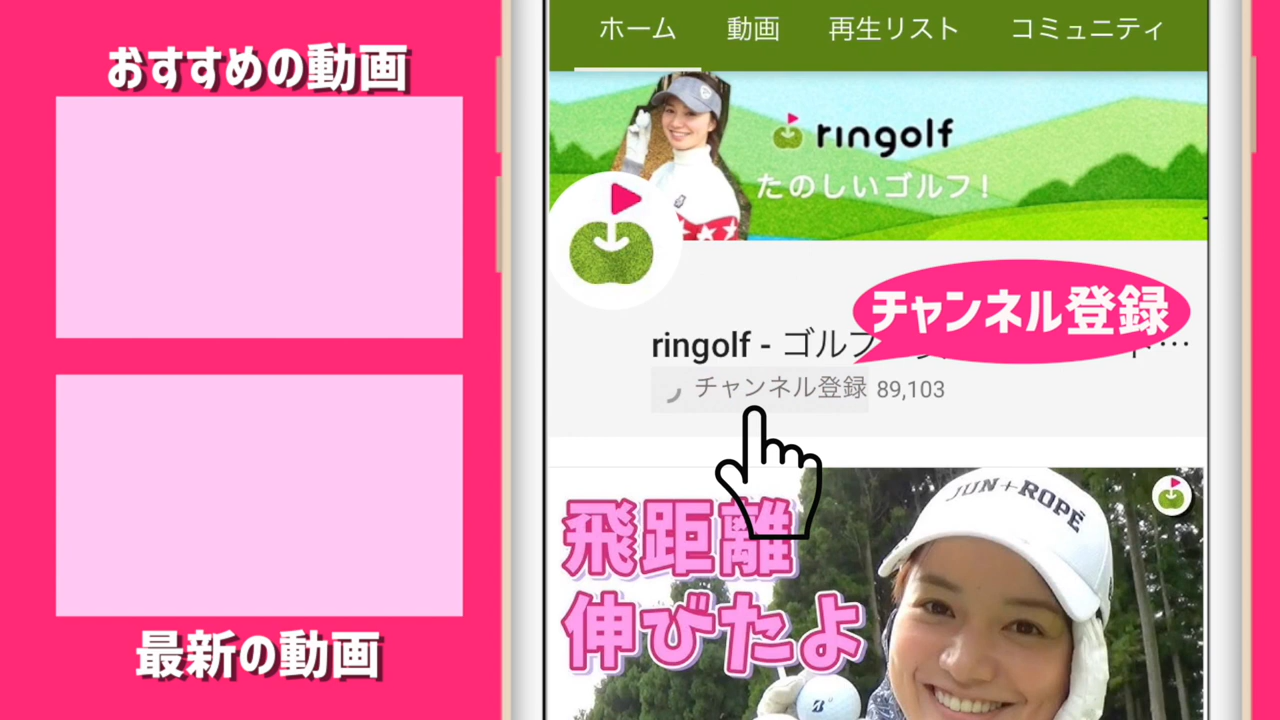 おすすめの動画
最新の動画
ホーム 動画 再生リスト コミュニティ
ringolf
たのしいゴルフ!
チャンネル登録
ringolf - ゴルフ
チャンネル登録 89,103
飛距離
伸びたよ
JUN+ROPÉ
B